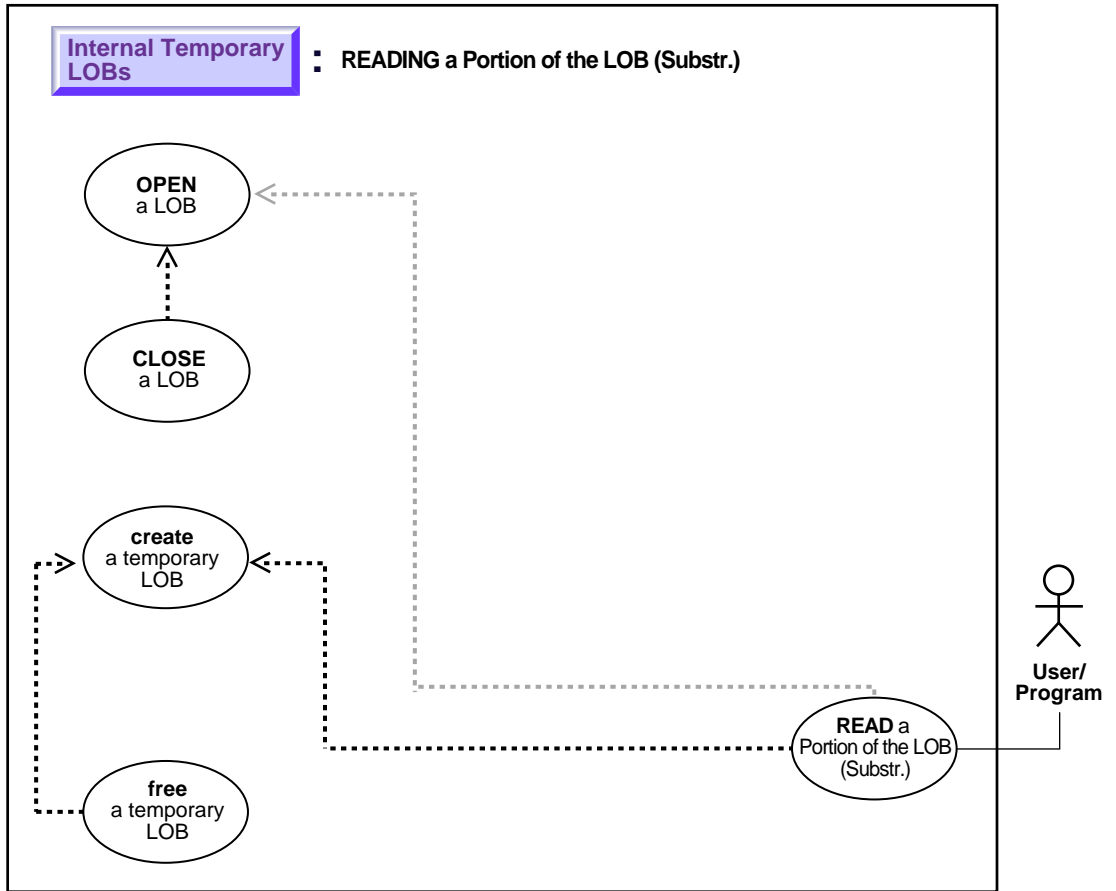 Internal Temporary
LOBs
: READING a Portion of the LOB (Substr.)
OPEN
a LOB
CLOSE
a LOB
create
a temporary
LOB
User/
Program
READ a
Portion of the LOB
(Substr.)
free
a temporary
LOB